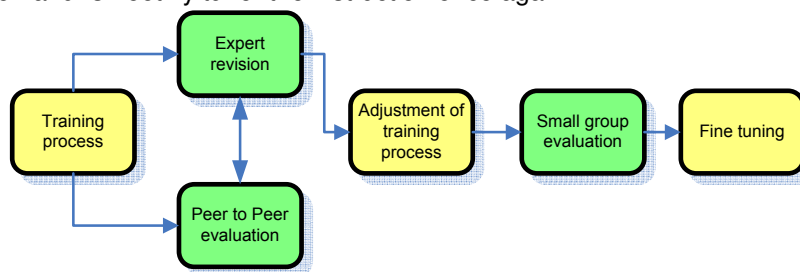 Expert
revision
Training
process
Adjustment of
training
process
Small group
evaluation
Fine tuning
Peer to Peer
evaluation